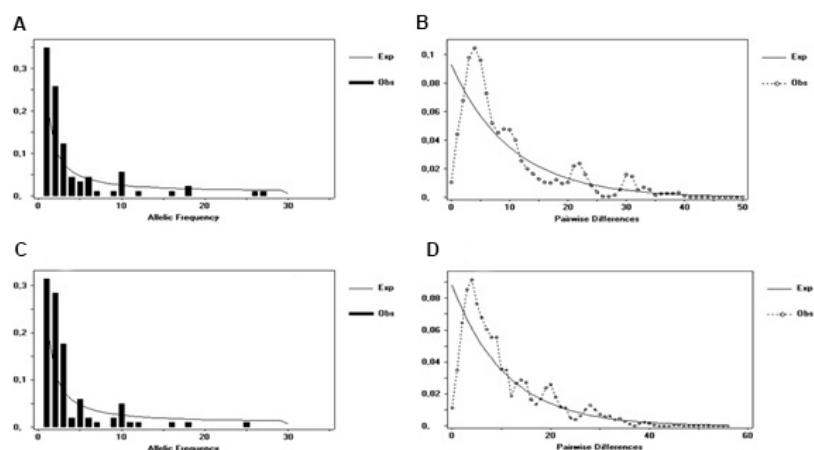 A
0,3
0,2
0,1
0,
0
10
20
30
Allelic Frequency
Exp
Obs
B
0,1
0,08
0,06
0,04
0,02
0,
0
10
20
30
40
50
Pairwise Differences
Exp
Obs
C
0,3
0,2
0,1
0,
0
10
20
30
Allelic Frequency
Exp
Obs
D
0,08
0,06
0,04
0,02
0,
0
20
40
60
Pairwise Differences
Exp
Obs